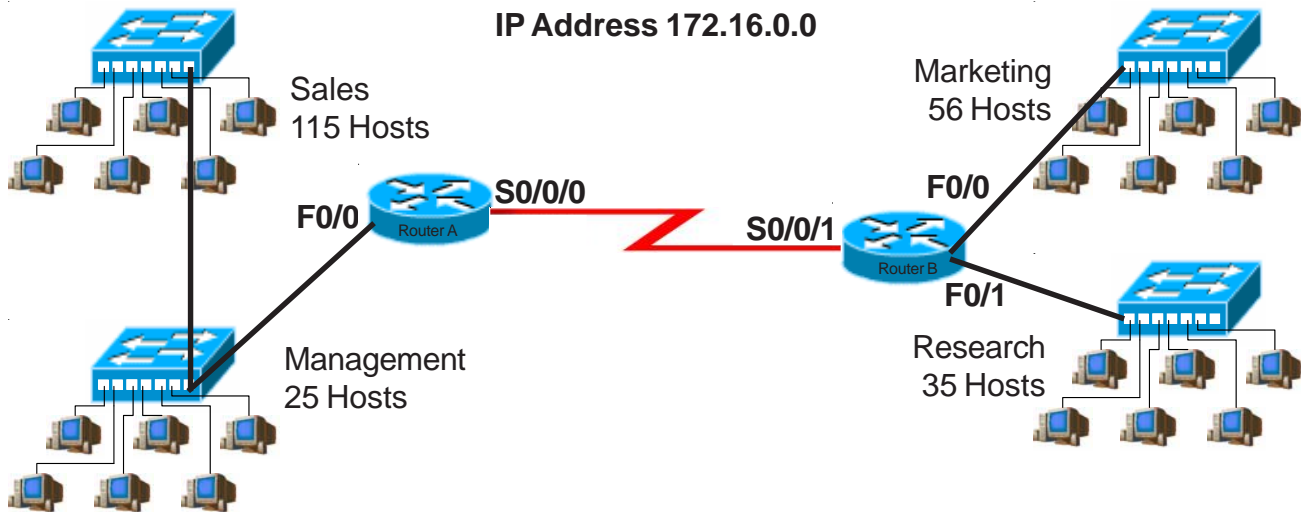 IP Address 172.16.0.0
Sales
115 Hosts
Marketing
56 Hosts
F0/0
S0/0/0
Router A
S0/0/1
F0/0
Router B
F0/1
Management
25 Hosts
Research
35 Hosts